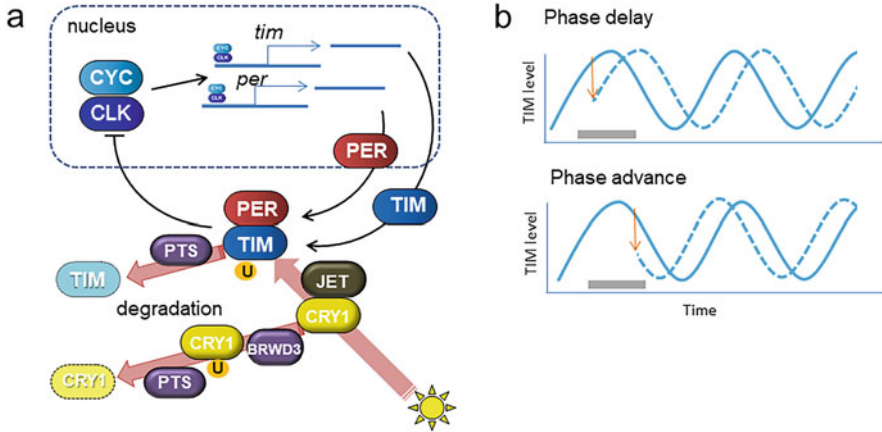 a
nucleus
tim
CYC
CLK
per
CYC
CLK
CYC
CLK
PER
TIM
PER
TIM
U
PTS
TIM
degradation
JET
CRY1
CRY1
U
BRWD3
PTS
CRY1
b
Phase delay
TIM level
Phase advance
TIM level
Time